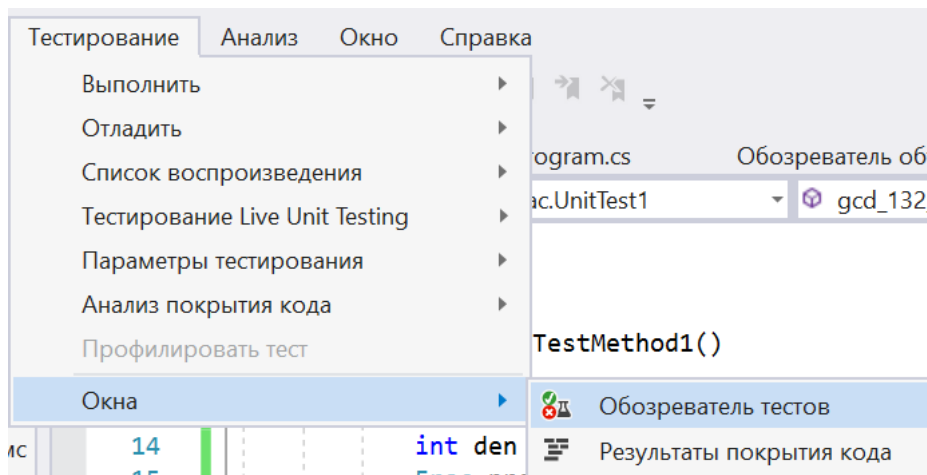 Тестирование Анализ Окно Справка
Выполнить
Отладить
rogram.cs Обозреватель об
Список воспроизведения
ac.UnitTest1 gcd_132_
Тестирование Live Unit Testing
Параметры тестирования
Анализ покрытия кода
Профилировать тест TestMethod1()
Окна Обозреватель тестов
14 int den Результаты покрытия кода